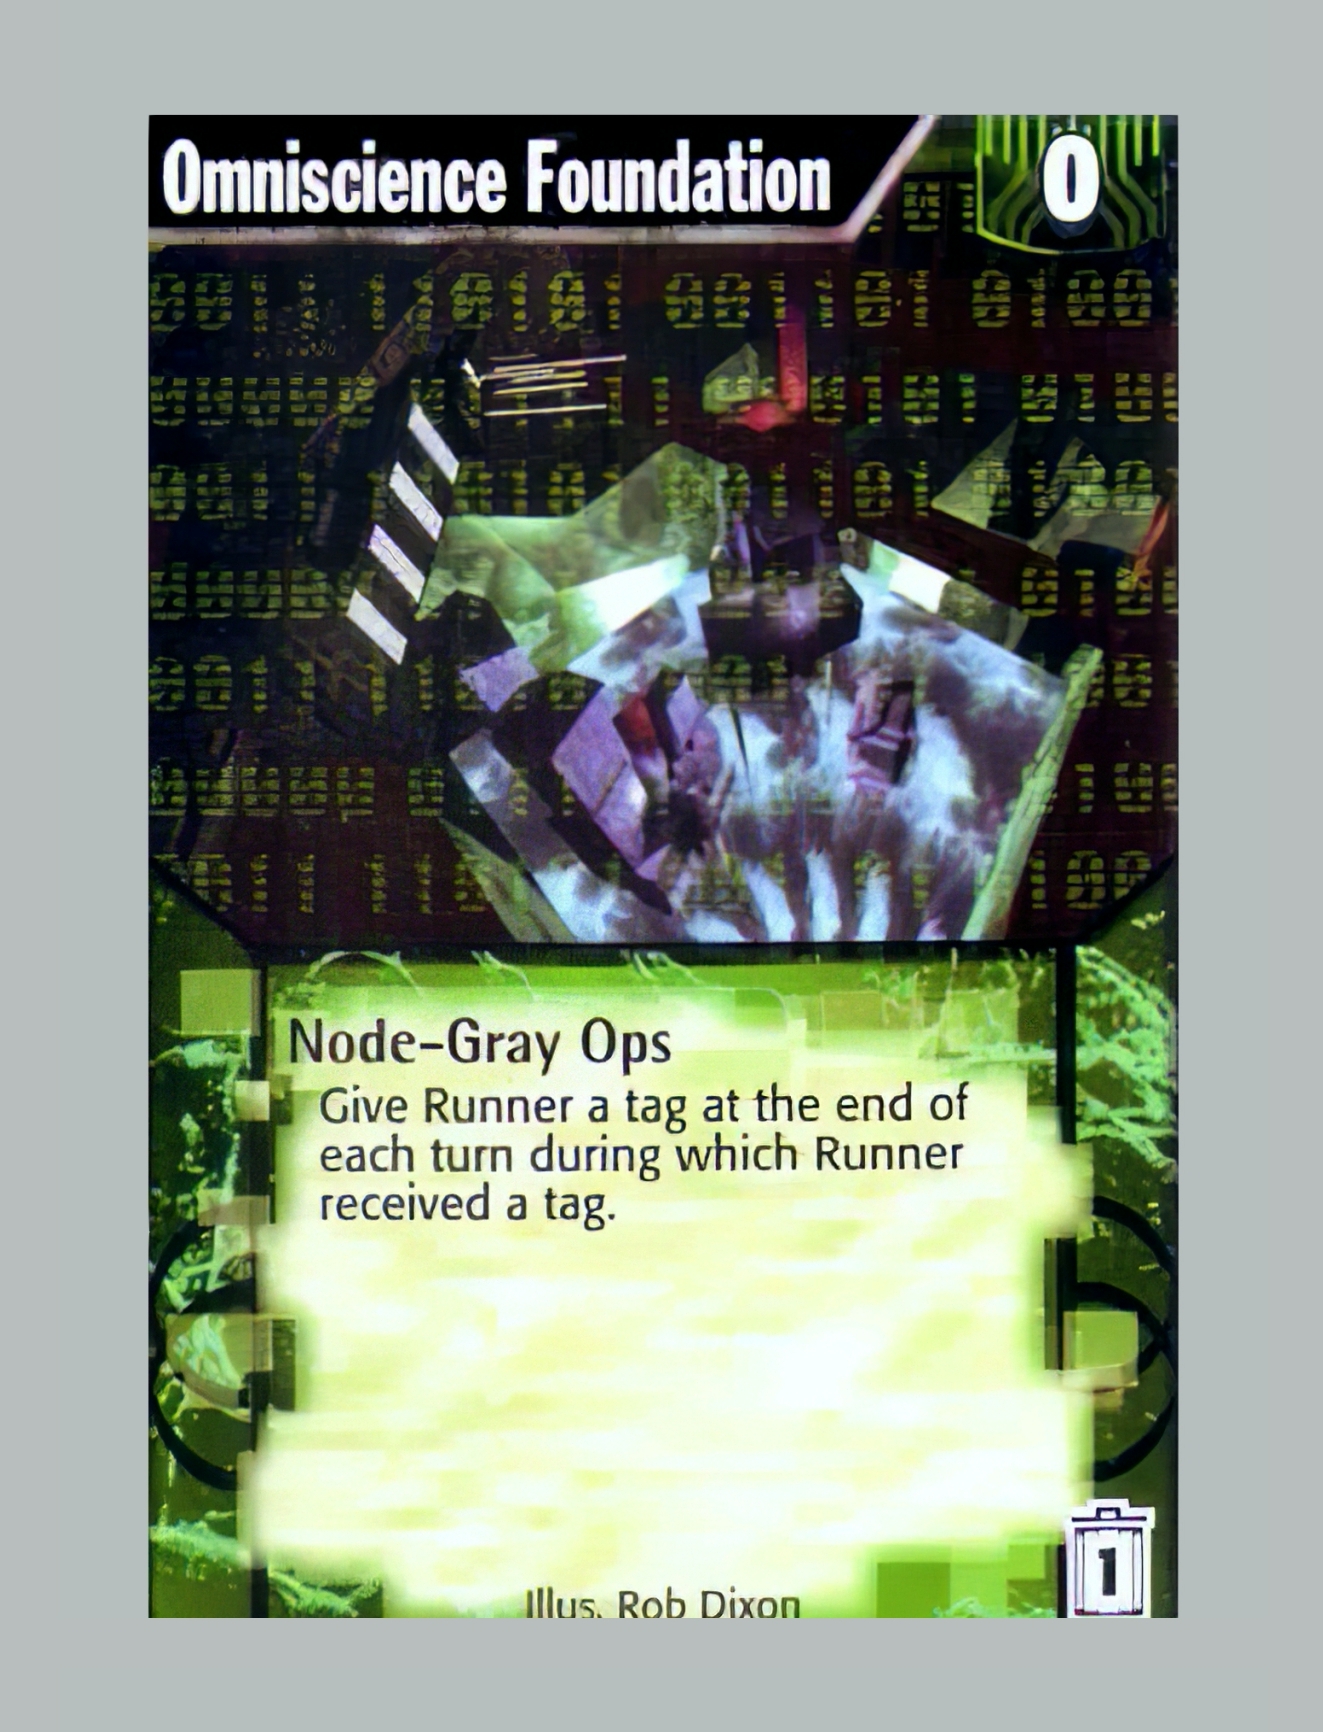 Omniscience Foundation
0
Node-Gray Ops
Give Runner a tag at the end of
each turn during which Runner
received a tag.
1
Illus. Rob Dixon